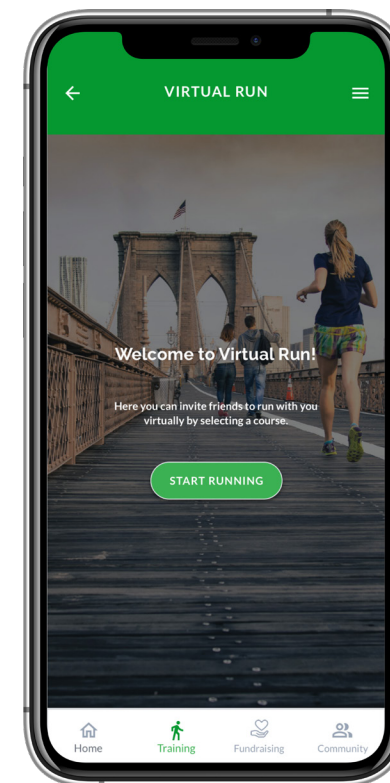 VIRTUAL RUN
Welcome to Virtual Run!
Here you can invite friends to run with you
virtually by selecting a course.
START RUNNING
Home
Training
Fundraising
Community